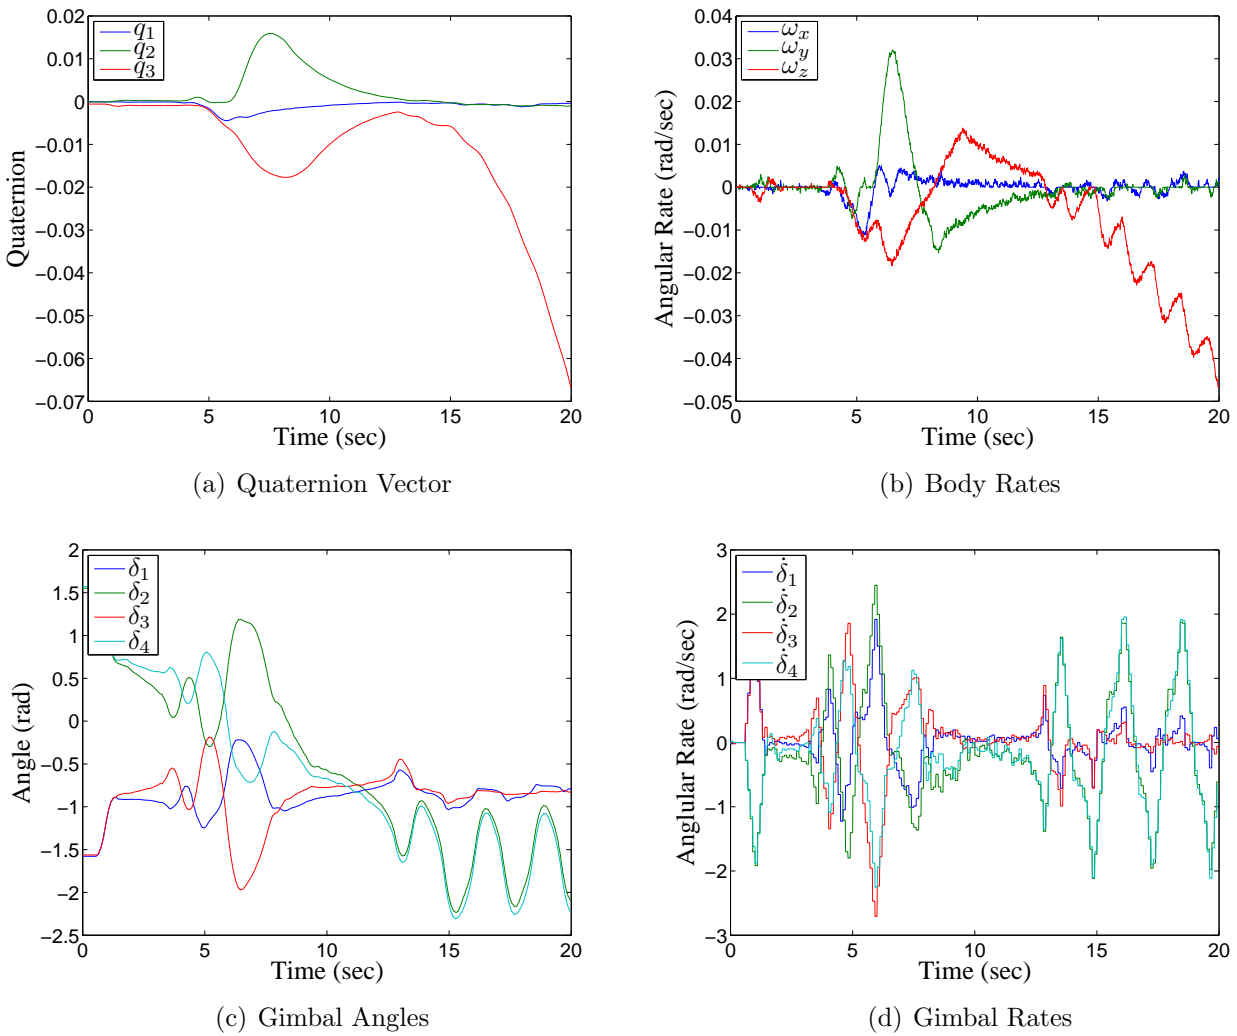 0.02
0.01
0
−0.01
−0.02
−0.03
−0.04
−0.05
−0.06
−0.07
0 5 10 15 20
Quaternion
Time (sec)
q1
q2
q3
(a) Quaternion Vector
0.04
0.03
0.02
0.01
0
−0.01
−0.02
−0.03
−0.04
−0.05
0 5 10 15 20
Angular Rate (rad/sec)
Time (sec)
ωx
ωy
ωz
(b) Body Rates
2
1.5
1
0.5
0
−0.5
−1
−1.5
−2
−2.5
0 5 10 15 20
Angle (rad)
Time (sec)
δ1
δ2
δ3
δ4
(c) Gimbal Angles
3
2
1
0
−1
−2
−3
0 5 10 15 20
Anglular Rate (rad/sec)
Time (sec)
δ̇1
δ̇2
δ̇3
δ̇4
(d) Gimbal Rates